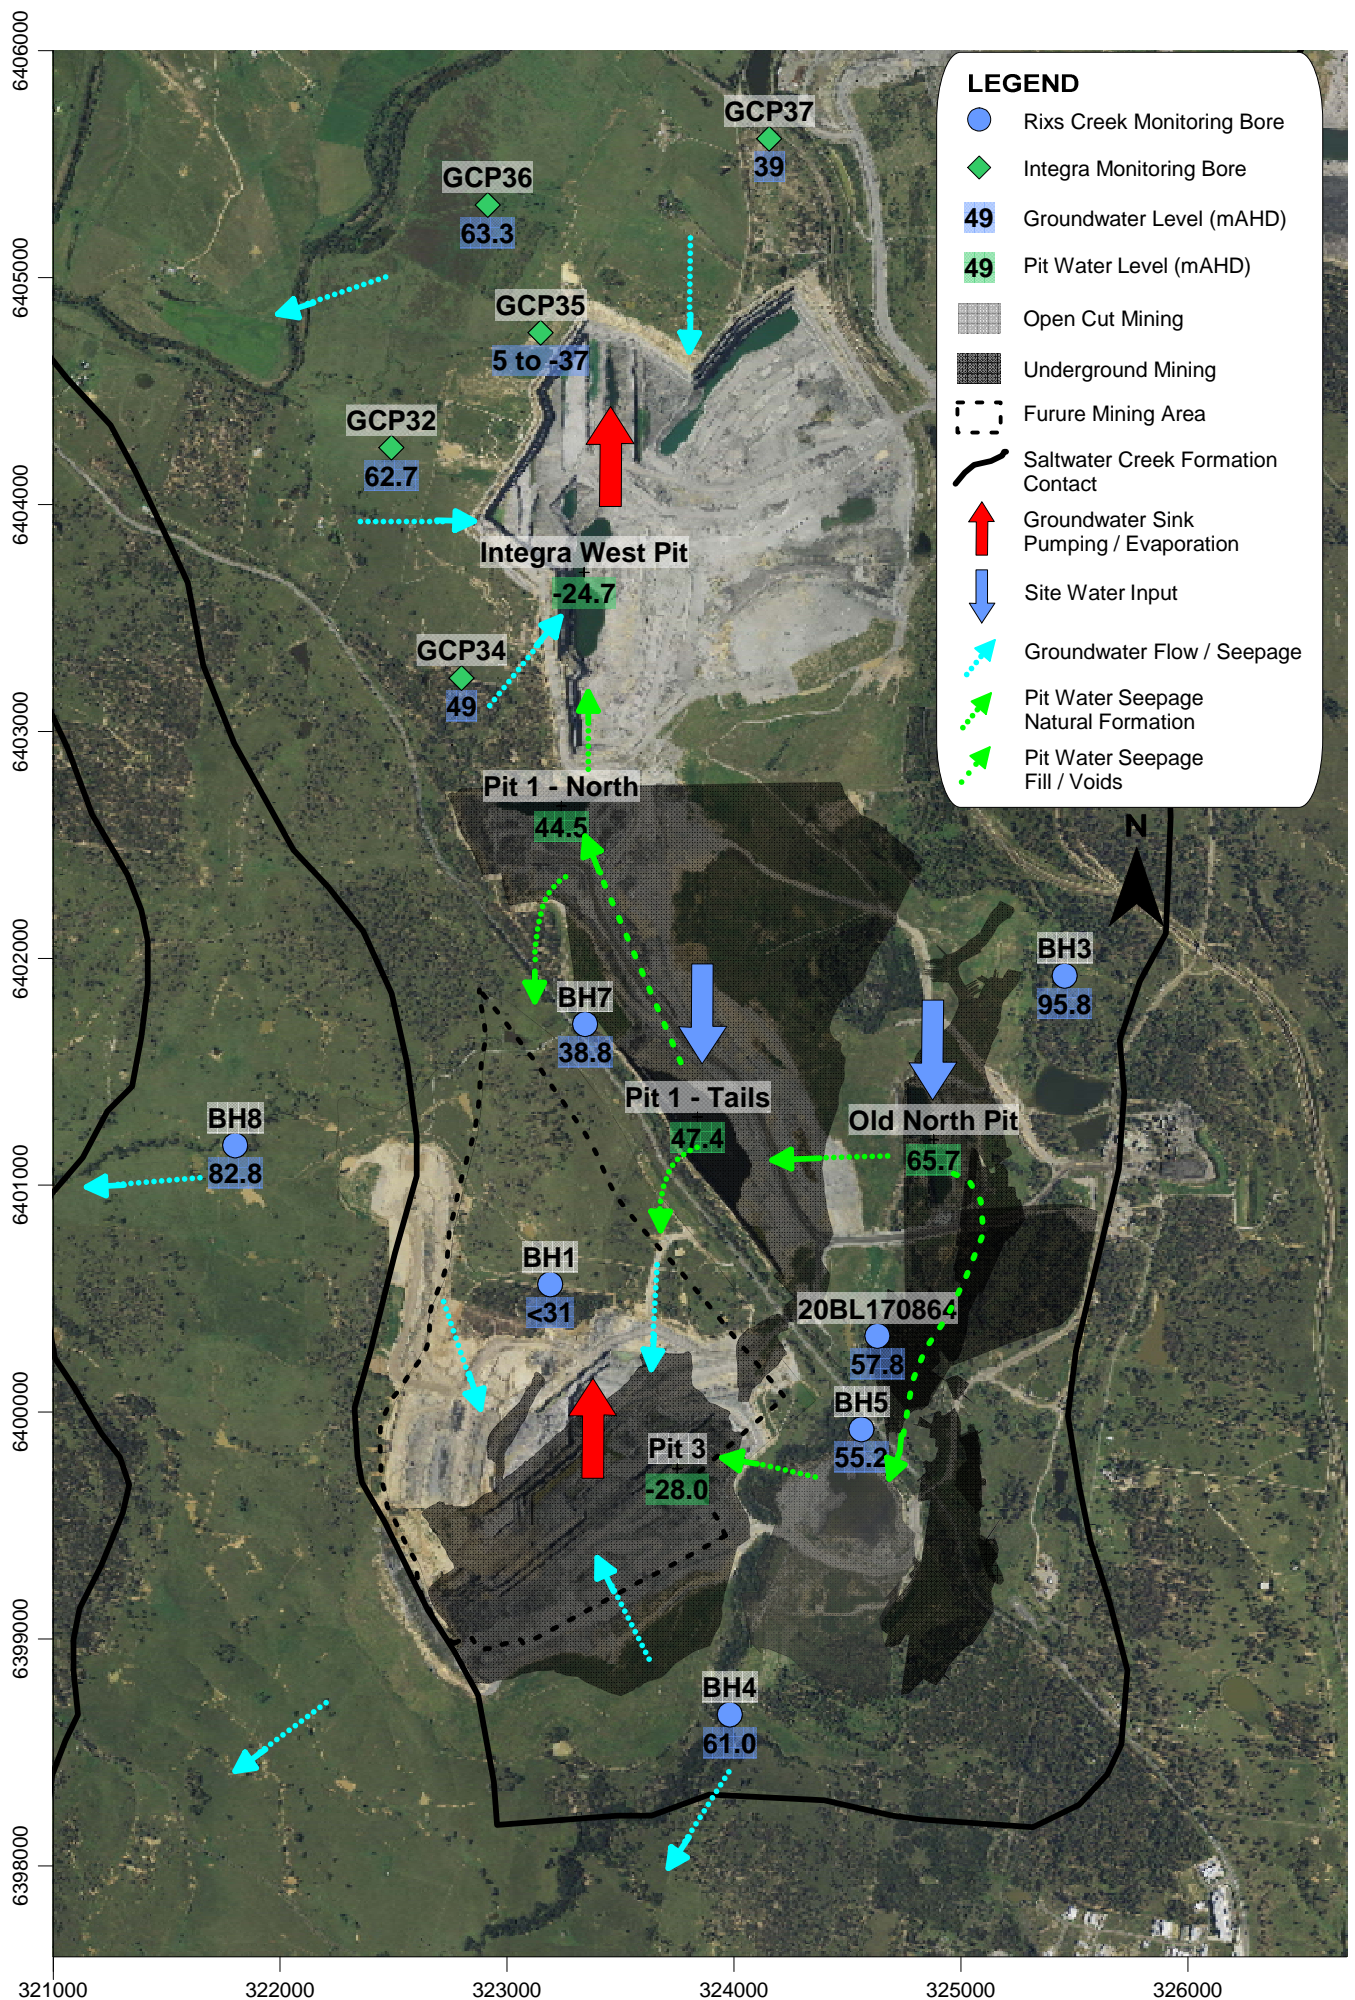 LEGEND
Rixs Creek Monitoring Bore
Integra Monitoring Bore
49 Groundwater Level (mAHD)
49 Pit Water Level (mAHD)
Open Cut Mining
Underground Mining
Furure Mining Area
Saltwater Creek Formation
Contact
Groundwater Sink
Pumping / Evaporation
Site Water Input
Groundwater Flow / Seepage
Pit Water Seepage
Natural Formation
Pit Water Seepage
Fill / Voids
N
GCP37
39
GCP36
63.3
GCP35
5 to -37
GCP32
62.7
Integra West Pit
-24.7
GCP34
49
Pit 1 - North
44.5
BH3
95.8
BH7
38.8
Pit 1 - Tails
47.4
Old North Pit
65.7
BH8
82.8
BH1
<31
20BL170864
57.8
BH5
55.2
Pit 3
-28.0
BH4
61.0
6406000
6405000
6404000
6403000
6402000
6401000
6400000
6399000
6398000
321000
322000
323000
324000
325000
326000